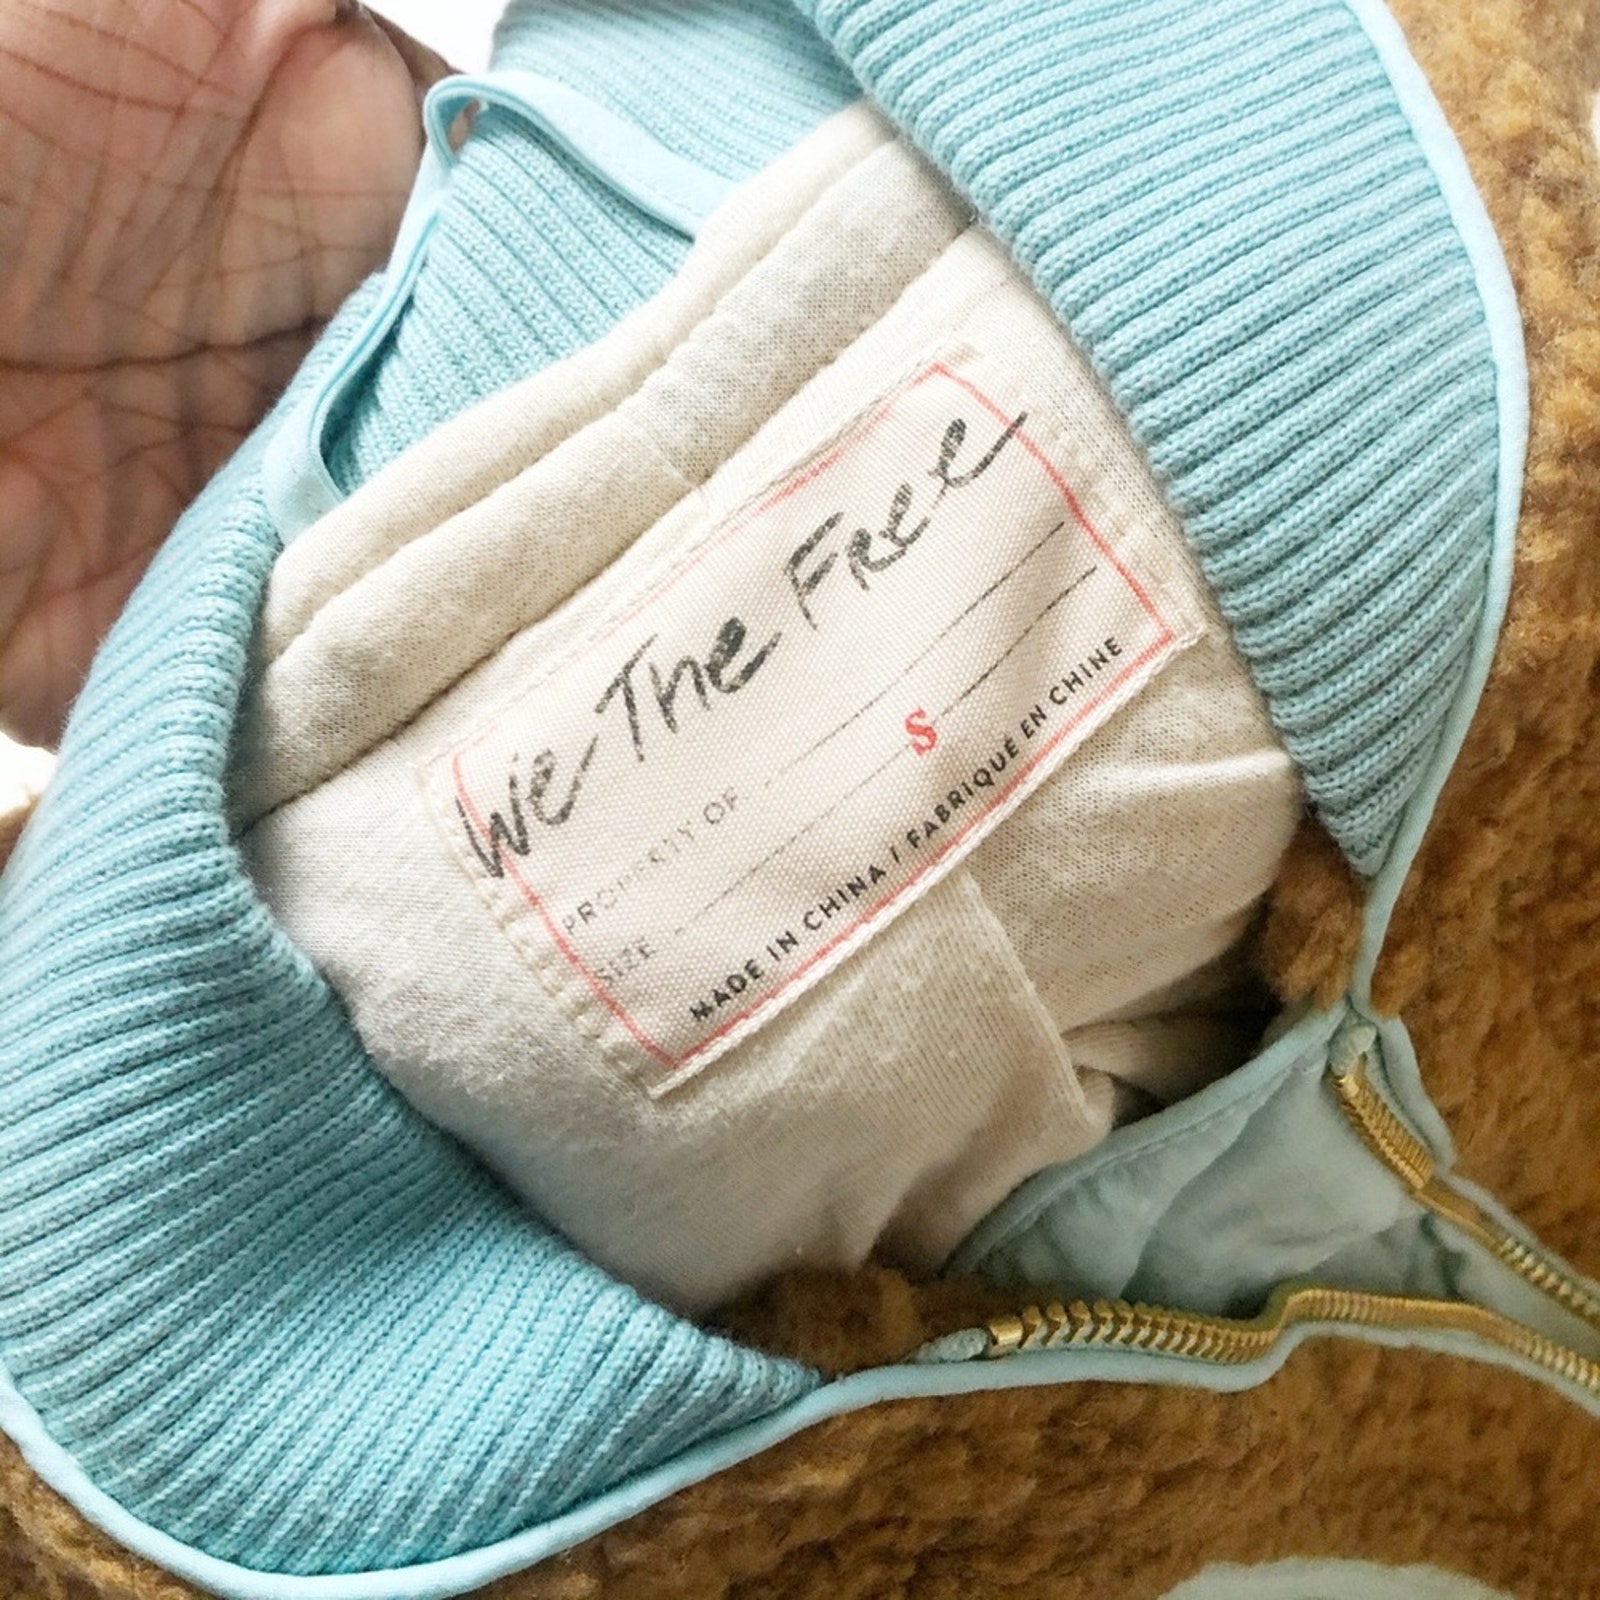 We The Free
PROPERTY OF
SIZE S
MADE IN CHINA / FABRIQUÉ EN CHINE